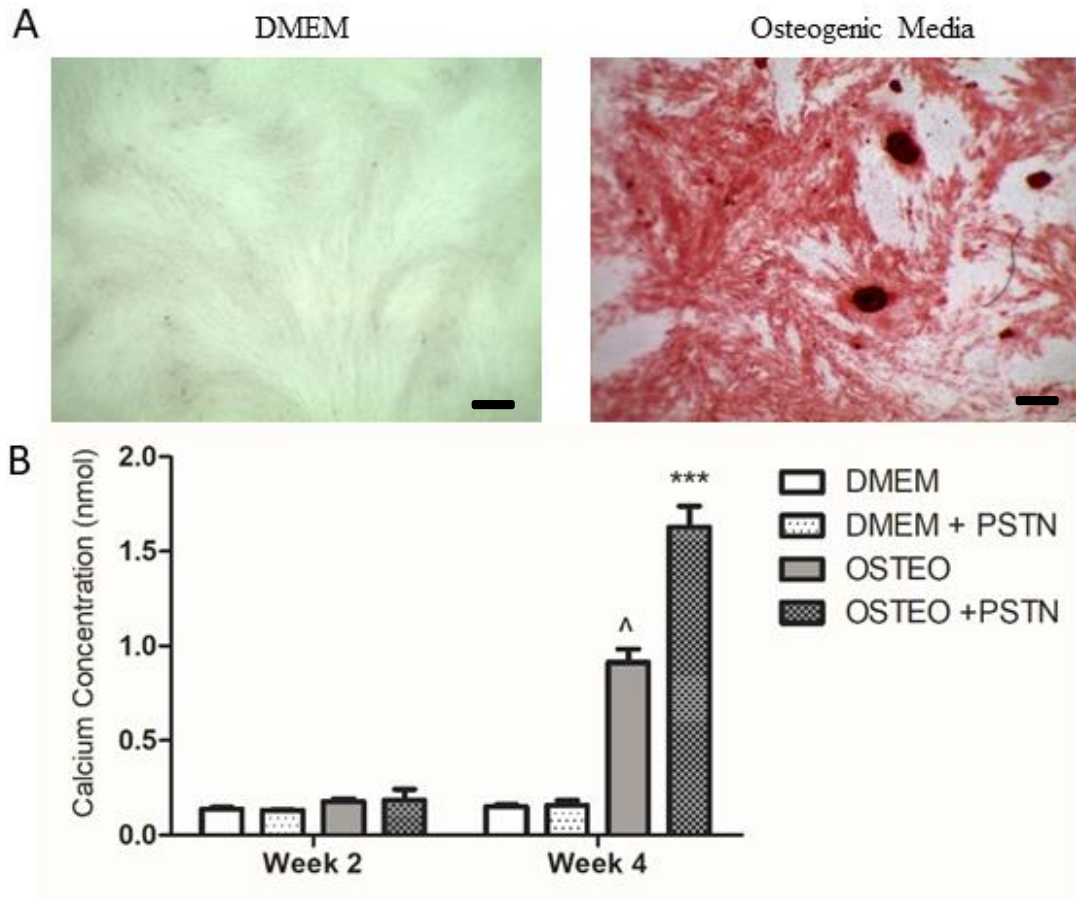 A
DMEM
Osteogenic Media
B
Calcium Concentration (nmol)
2.0
1.5
1.0
0.5
0.0
^
***
Week 2
Week 4
DMEM
DMEM + PSTN
OSTEO
OSTEO +PSTN